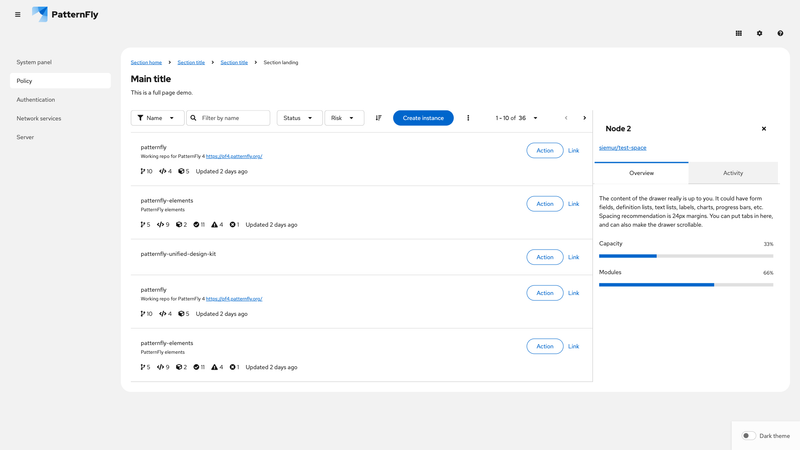 PatternFly
System panel
Policy
Authentication
Network services
Server
Section home
Section title
Section title
Section landing
Main title
This is a full page demo.
Name
Filter by name
Status
Risk
Create instance
1 - 10 of 36
patternfly
Working repo for PatternFly 4 https://pf4.patternfly.org/
10 4 5 Updated 2 days ago
Action Link
patternfly-elements
PatternFly elements
5 9 2 11 4 1 Updated 2 days ago
Action Link
patternfly-unified-design-kit
Action Link
patternfly
Working repo for PatternFly 4 https://pf4.patternfly.org/
10 4 5 Updated 2 days ago
Action Link
patternfly-elements
PatternFly elements
5 9 2 11 4 1 Updated 2 days ago
Action Link
Node 2
siemur/test-space
Overview
Activity
The content of the drawer really is up to you. It could have form
fields, definition lists, text lists, labels, charts, progress bars, etc.
Spacing recommendation is 24px margins. You can put tabs in here,
and can also make the drawer scrollable.
Capacity 33%
Modules 66%
Dark theme